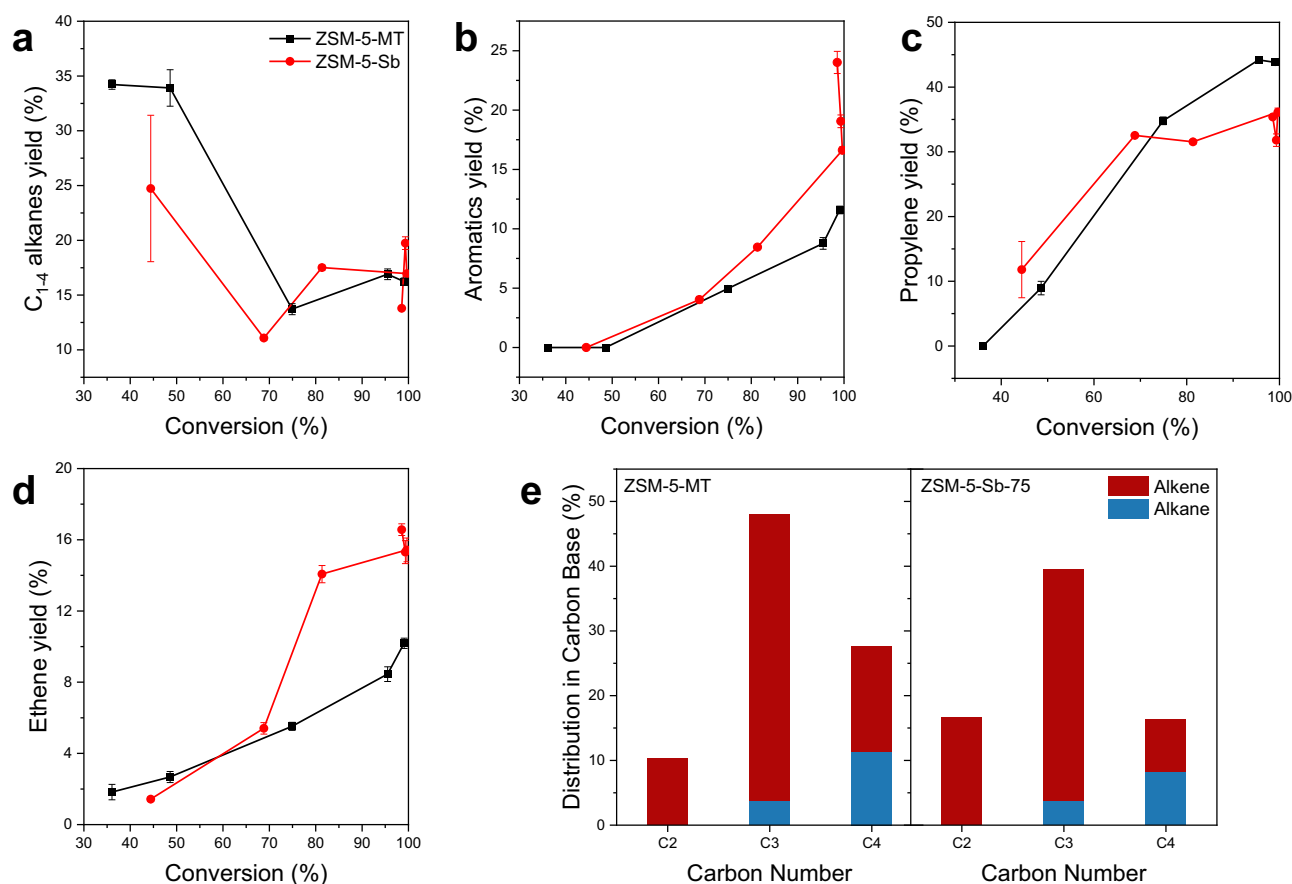 a
C1-4 alkanes yield (%)
40
35
30
25
20
15
10
ZSM-5-MT
ZSM-5-Sb
30 40 50 60 70 80 90 100
Conversion (%)
b
Aromatics yield (%)
25
20
15
10
5
0
30 40 50 60 70 80 90 100
Conversion (%)
c
Propylene yield (%)
50
40
30
20
10
0
40 60 80 100
Conversion (%)
d
Ethene yield (%)
20
16
12
8
4
0
30 40 50 60 70 80 90 100
Conversion (%)
e
Distribution in Carbon Base (%)
50
40
30
20
10
0
ZSM-5-MT
ZSM-5-Sb-75
Alkene
Alkane
C2 C3 C4
C2 C3 C4
Carbon Number
Carbon Number